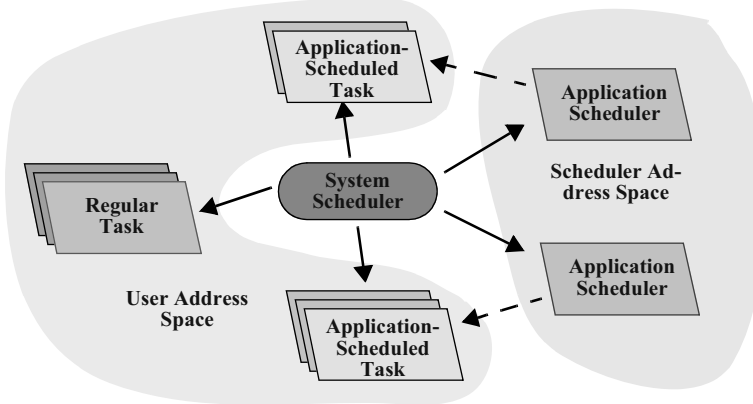 Application-
Scheduled
Task
Application
Scheduler
System
Scheduler
Scheduler Ad-
dress Space
Regular
Task
Application
Scheduler
User Address
Space
Application-
Scheduled
Task